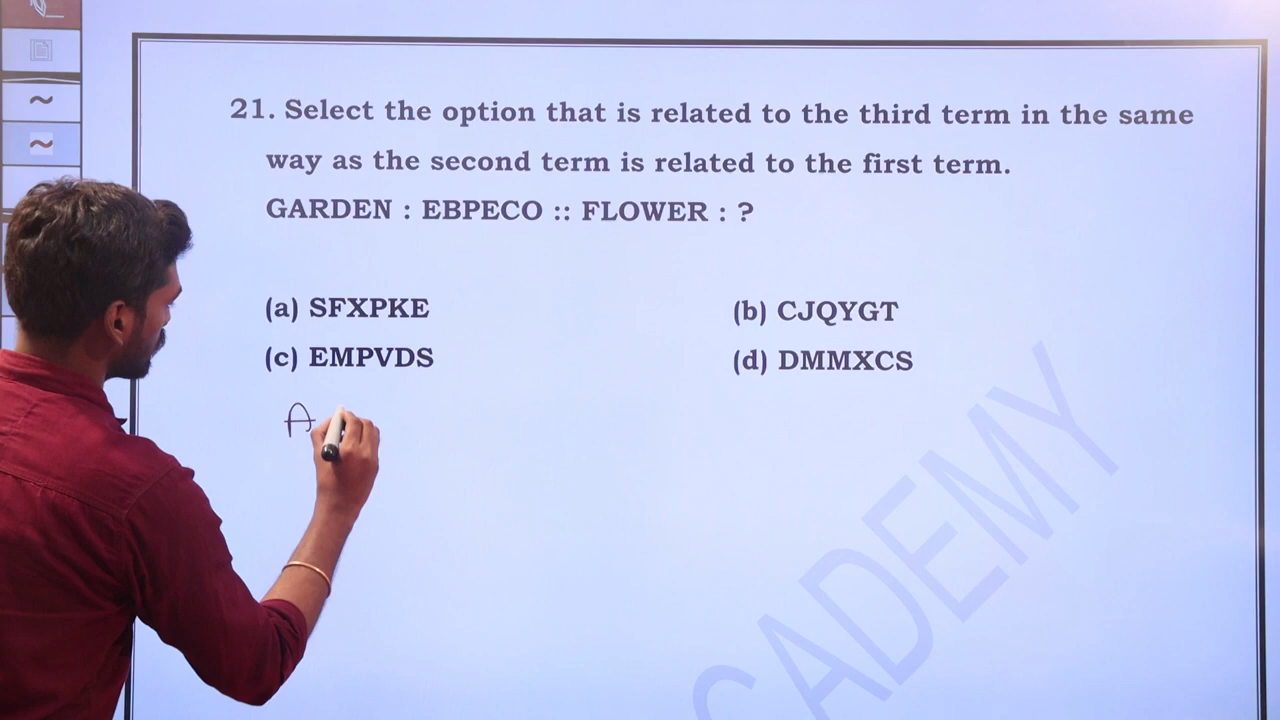 21. Select the option that is related to the third term in the same
way as the second term is related to the first term.
GARDEN : EBPECO :: FLOWER : ?
(a) SFXPKE
(b) CJQYGT
(c) EMPVDS
(d) DMMXCS
A
CADEMY